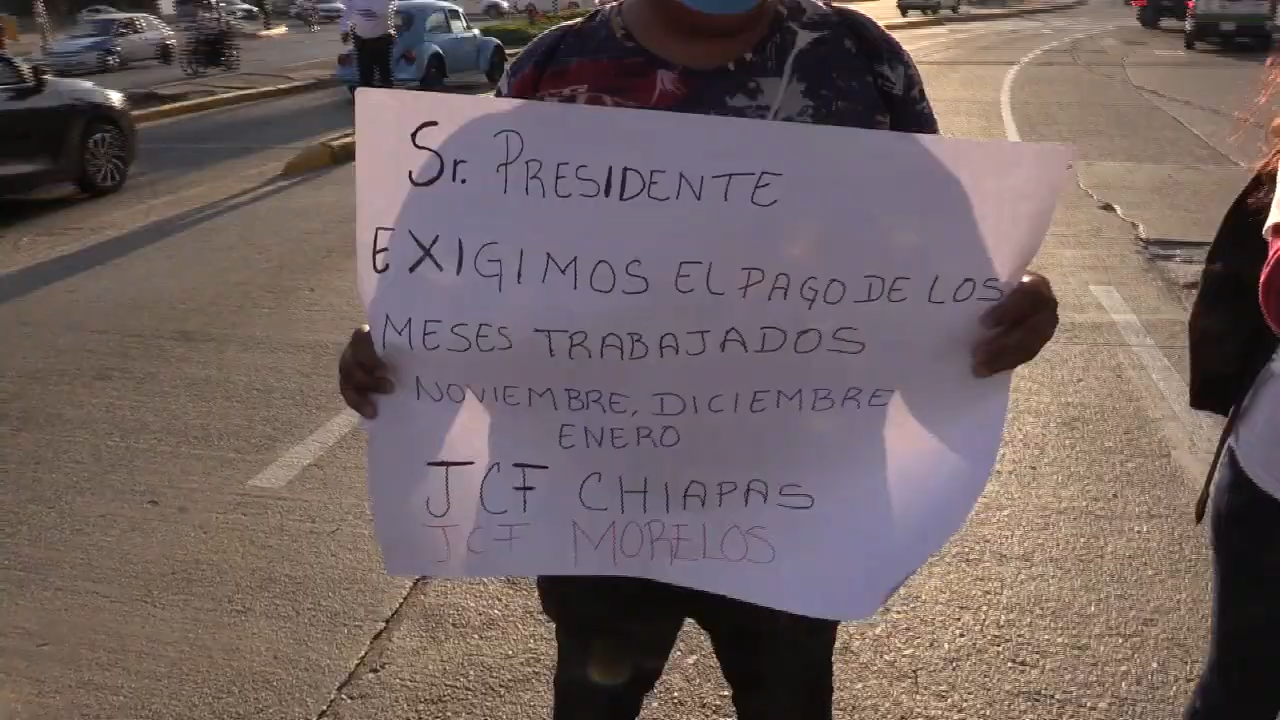 Sr. PRESIDENTE
EXIGIMOS EL PAGO DE LOS
MESES TRABAJADOS
NOVIEMBRE, DICIEMBRE
ENERO
JCF CHIAPAS
JCF MORELOS